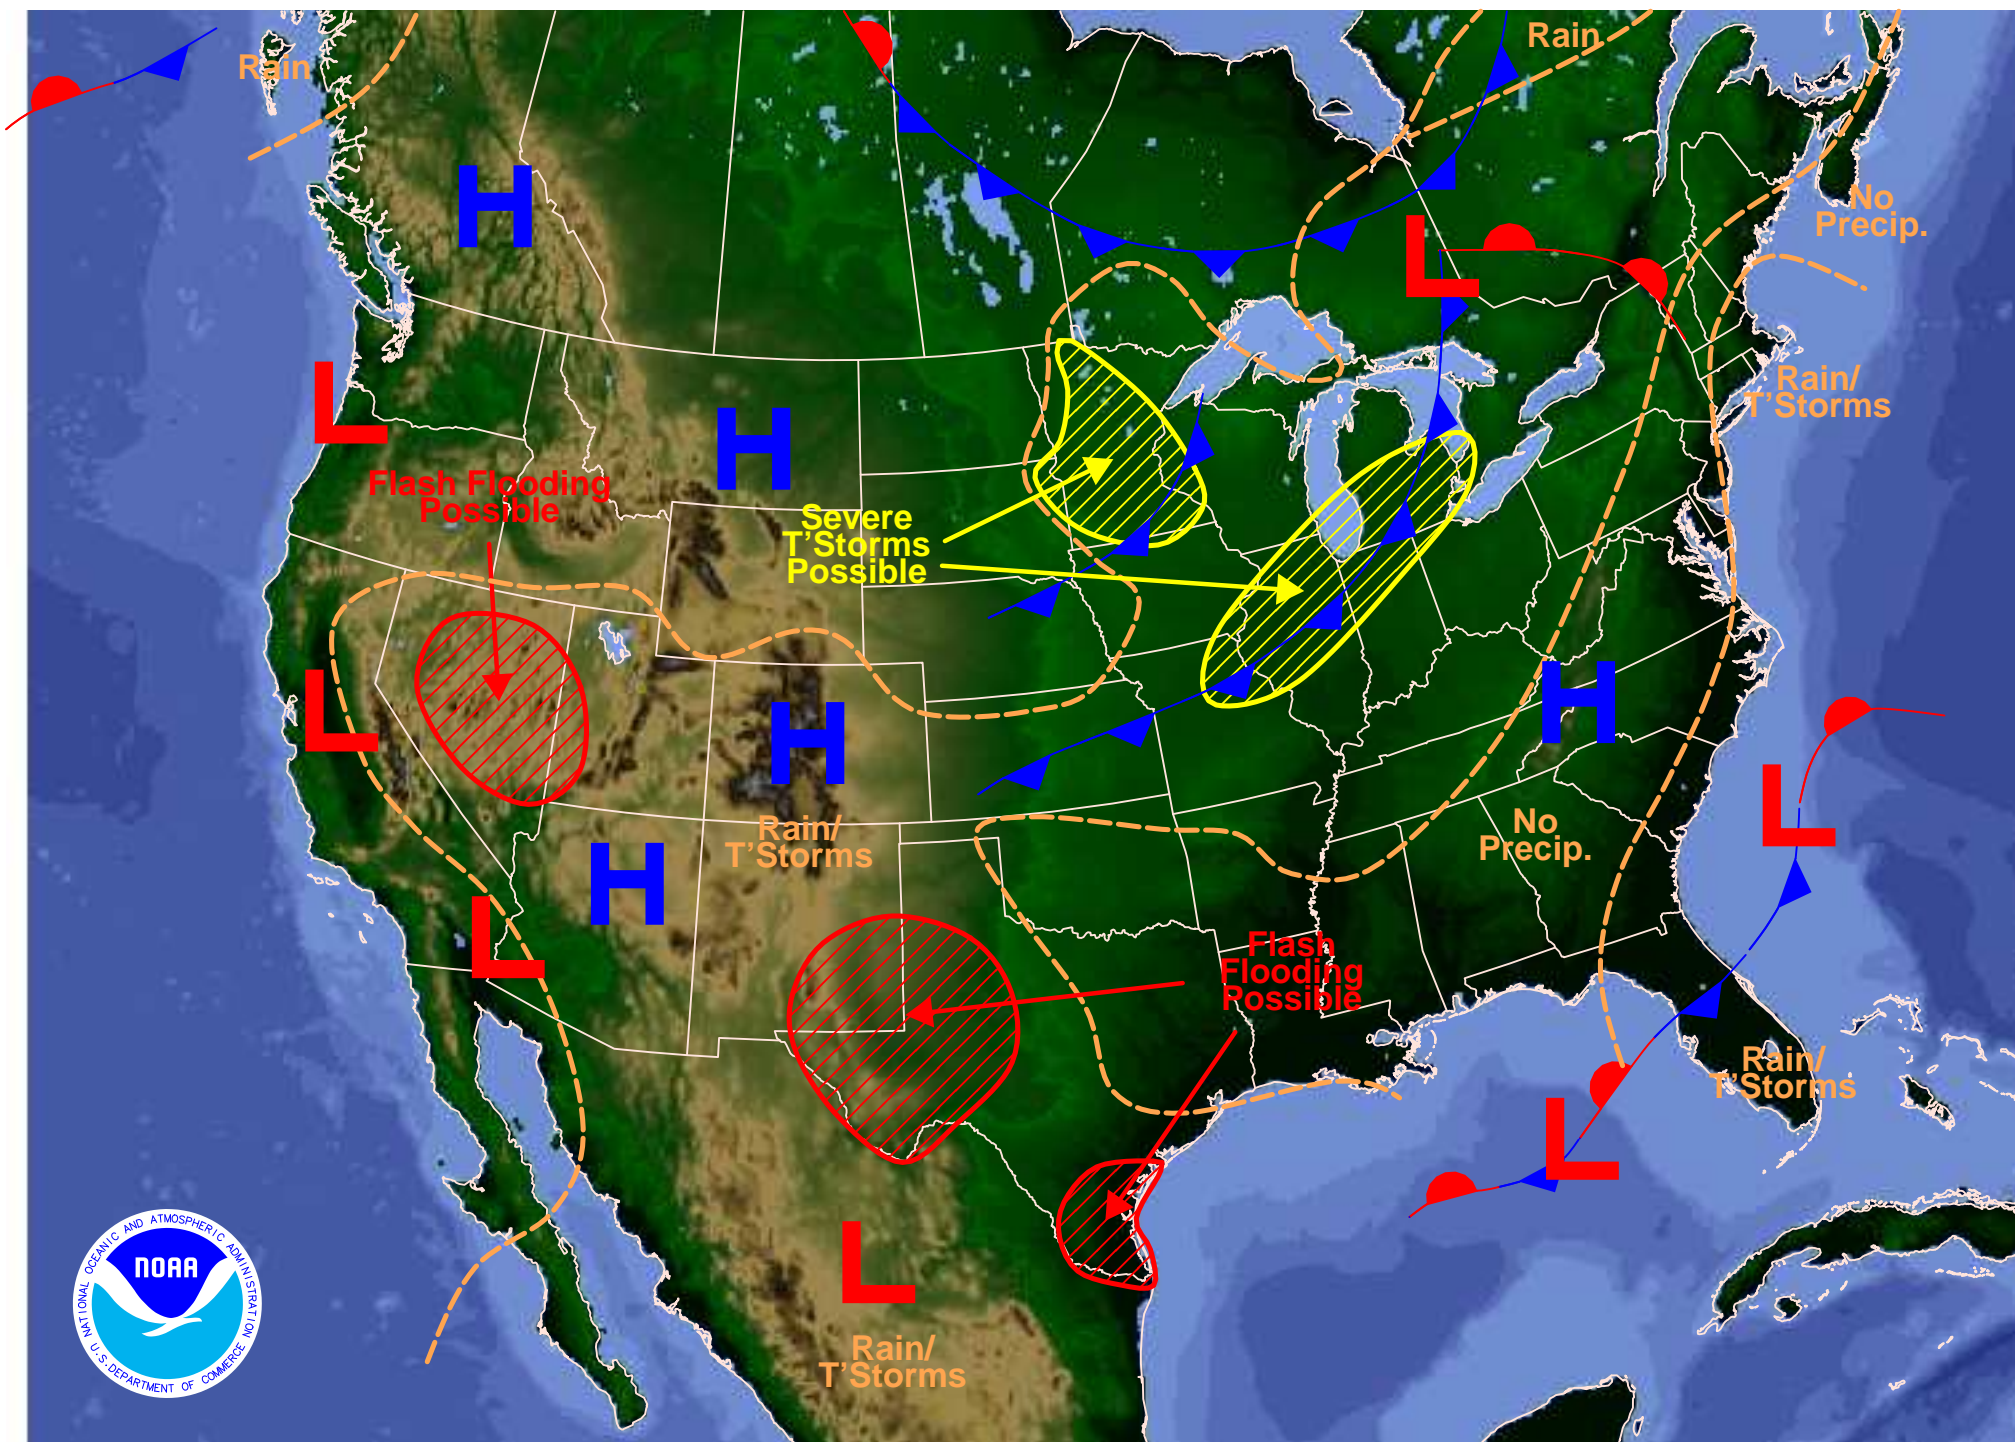 Rain
Rain
H
No
Precip.
L
L
Rain/
T'Storms
H
Flash Flooding
Possible
Severe
T'Storms
Possible
H
L
H
L
Rain/
T'Storms
No
Precip.
H
L
Flash
Flooding
Possible
Rain/
T'Storms
L
L
Rain/
T'Storms
NATIONAL OCEANIC AND ATMOSPHERIC ADMINISTRATION
NOAA
U.S. DEPARTMENT OF COMMERCE